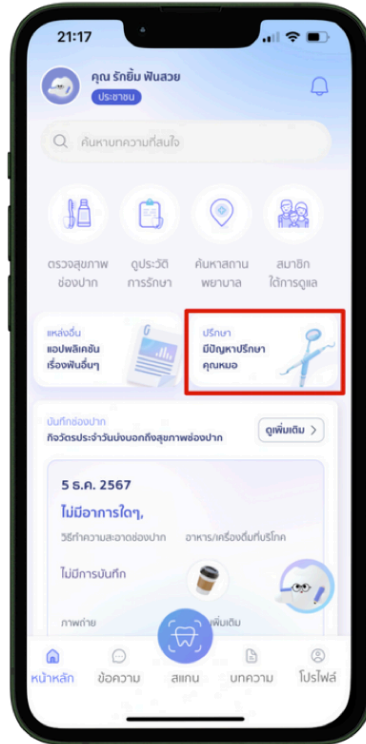 21:17
คุณ รักยิ้ม ฟันสวย
ประชาชน
ค้นหาบทความที่สนใจ
ตรวจสุขภาพ
ช่องปาก
ดูประวัติ
การรักษา
ค้นหาสถาน
พยาบาล
สมาชิก
ใต้การดูแล
แหล่งอื่น
แอปพลิเคชัน
เรื่องฟันอื่นๆ
ปรึกษา
มีปัญหาปรึกษา
คุณหมอ
บันทึกช่องปาก
กิจวัตรประจำวันบ่งบอกถึงสุขภาพช่องปาก
ดูเพิ่มเติม >
5 ธ.ค. 2567
ไม่มีอาการใดๆ,
วิธีทำความสะอาดช่องปาก
อาหาร/เครื่องดื่มที่บริโภค
ไม่มีการบันทึก
ภาพถ่าย
เพิ่มเติม
หน้าหลัก
ข้อความ
สแกน
บทความ
โปรไฟล์